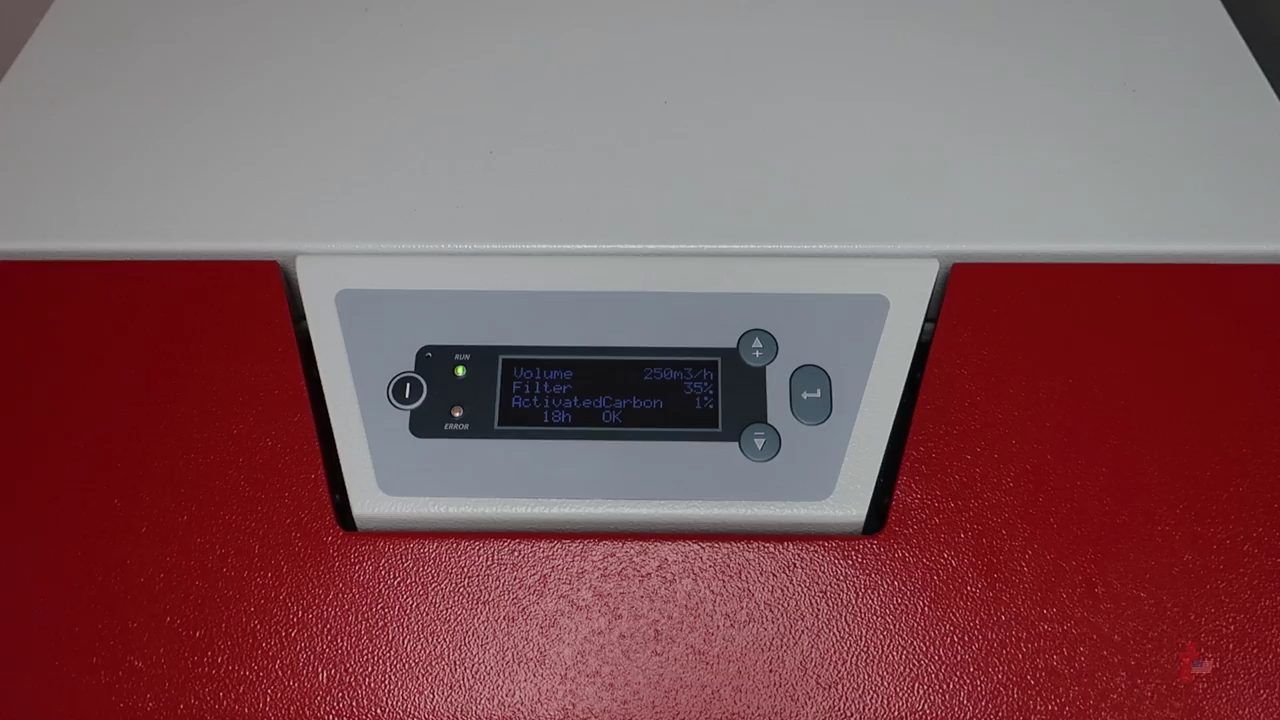 RUN
ERROR
Volume 250m3/h
Filter 35%
ActivatedCarbon 1%
18h OK